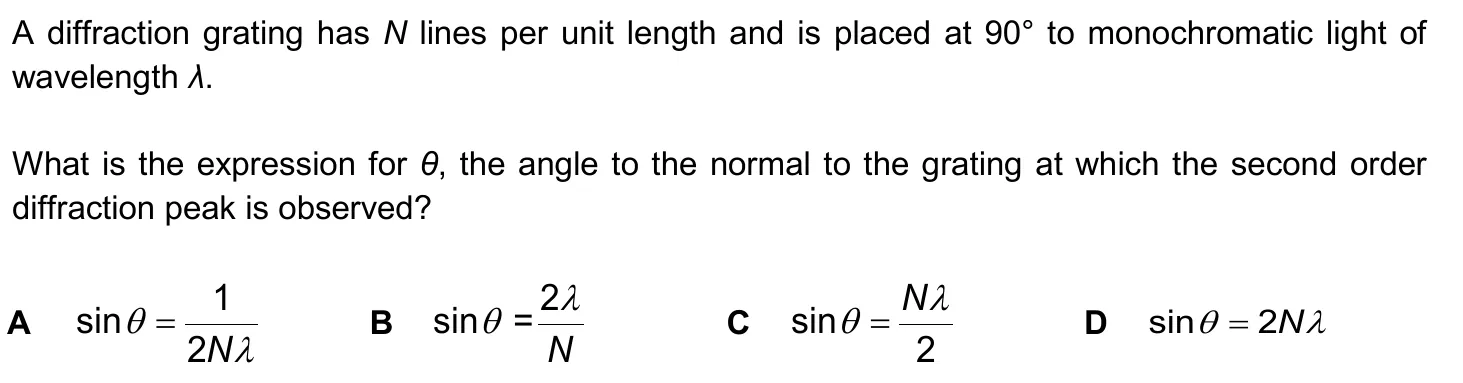 A diffraction grating has N lines per unit length and is placed at 90° to monochromatic light of
wavelength λ.
What is the expression for θ, the angle to the normal to the grating at which the second order
diffraction peak is observed?
A sinθ = 1/2Nλ B sinθ = 2λ/N C sinθ = Nλ/2 D sinθ = 2Nλ